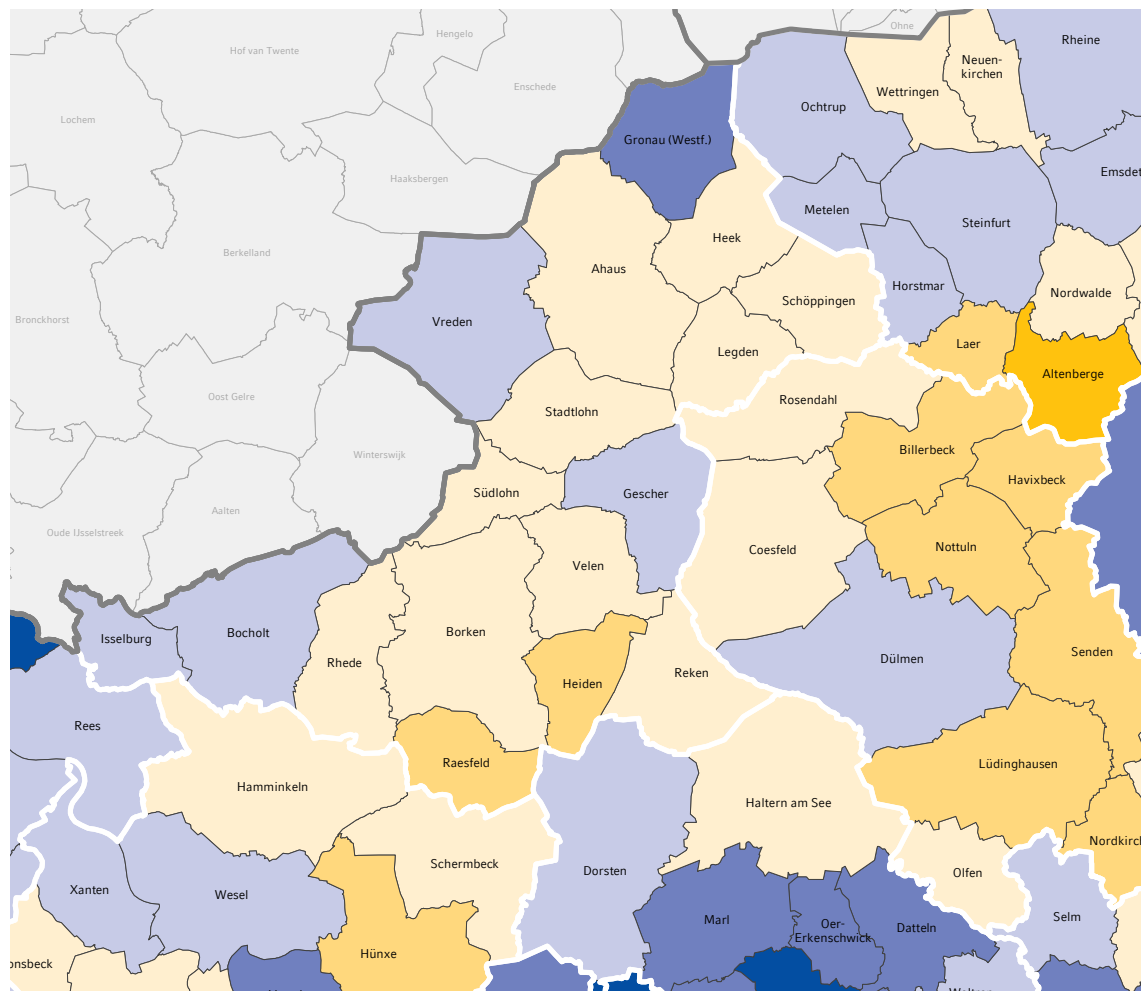 Ohne
Hengelo
Rheine
Hof van Twente
Neuen-
kirchen
Enschede
Wettringen
Ochtrup
Lochem
Gronau (Westf.)
Haaksbergen
Emsdet
Metelen
Steinfurt
Heek
Berkelland
Ahaus
Horstmar
Nordwalde
Schöppingen
Bronckhorst
Vreden
Laer
Legden
Altenberge
Oost Gelre
Rosendahl
Stadtlohn
Billerbeck
Winterswijk
Havixbeck
Südlohn
Gescher
Aalten
Oude IJsselstreek
Coesfeld
Nottuln
Velen
Isselburg
Bocholt
Borken
Senden
Dülmen
Rhede
Reken
Heiden
Rees
Raesfeld
Lüdinghausen
Hamminkeln
Haltern am See
Nordkirch
Schermbeck
Dorsten
Olfen
Xanten
Wesel
Selm
Marl
Oer-
Erkenschwick
Datteln
Hünxe
onsbeck